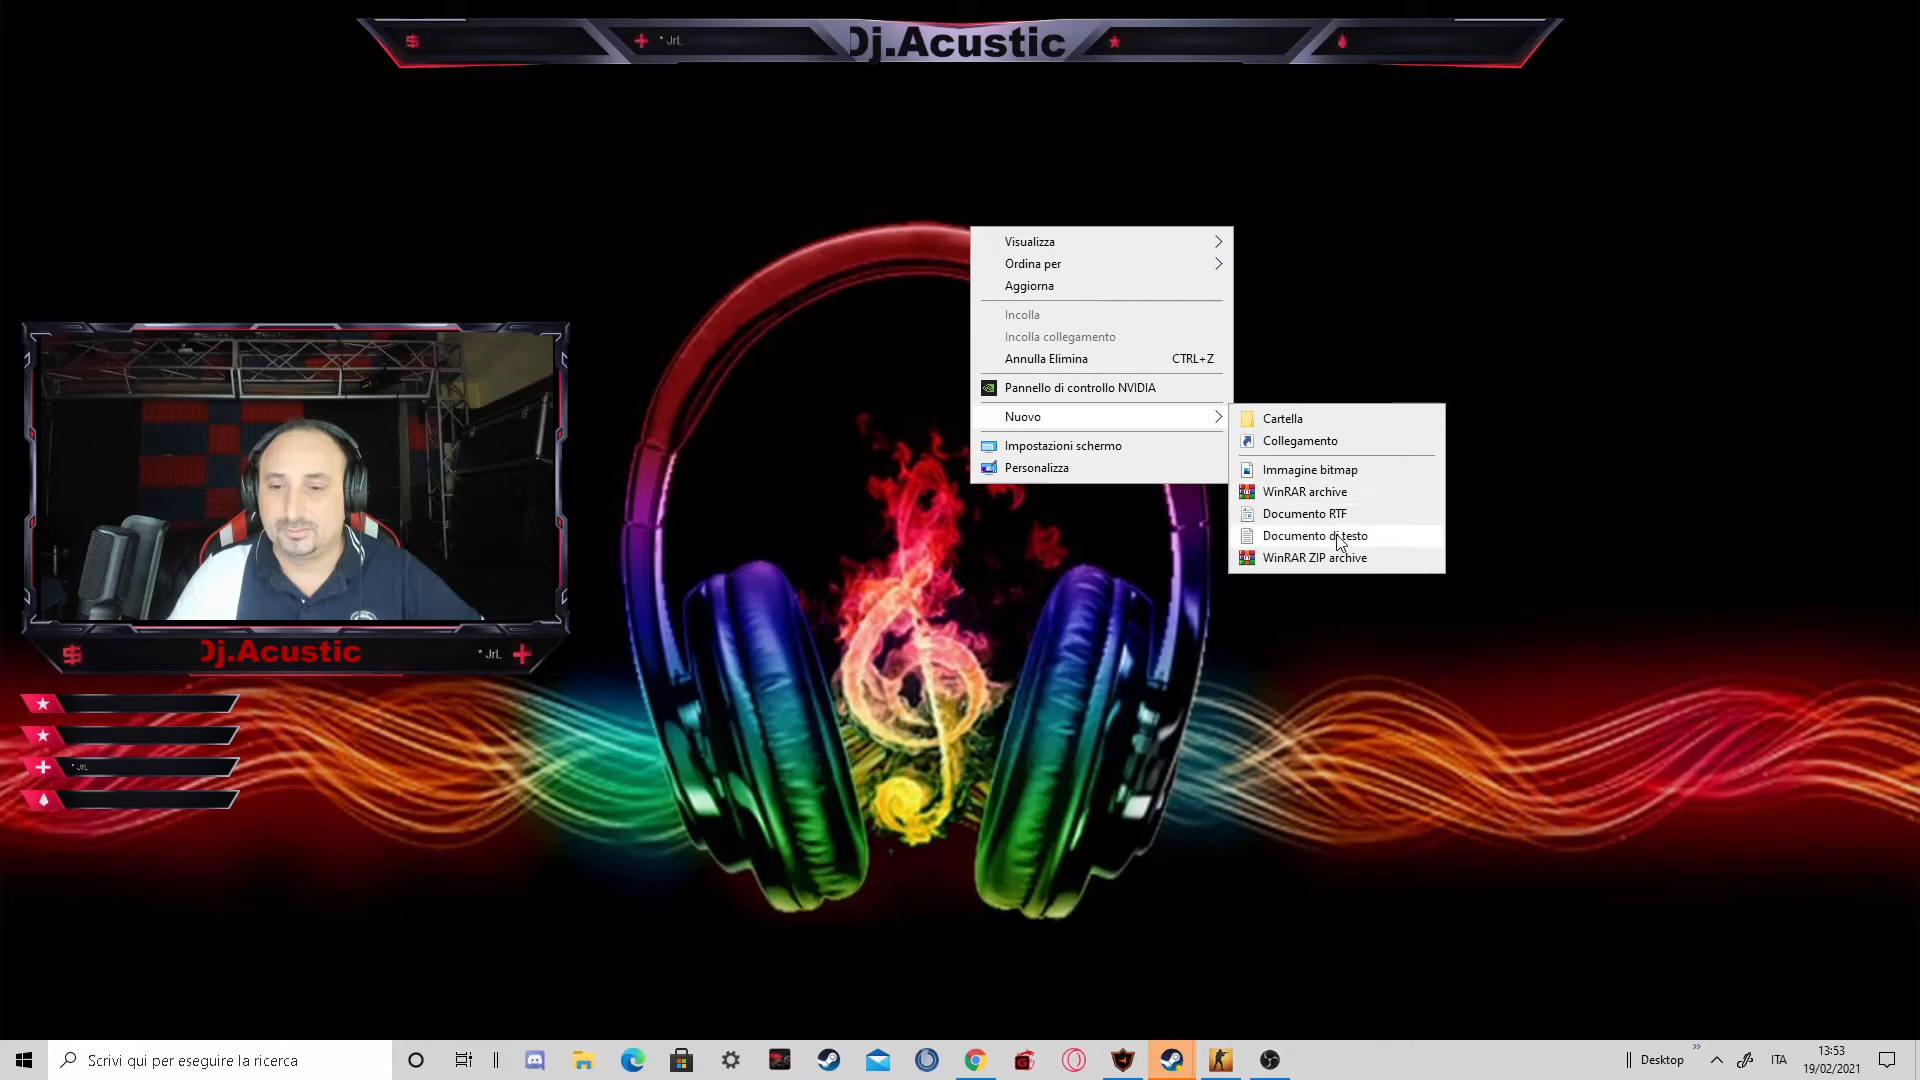 * JrL
Dj.Acustic
Visualizza
Ordina per
Aggiorna
Incolla
Incolla collegamento
Annulla Elimina CTRL+Z
Pannello di controllo NVIDIA
Nuovo
Impostazioni schermo
Personalizza
Cartella
Collegamento
Immagine bitmap
WinRAR archive
Documento RTF
Documento di testo
WinRAR ZIP archive
Dj.Acustic
* JrL
* JrL
Scrivi qui per eseguire la ricerca
Desktop
ITA
13:53
19/02/2021